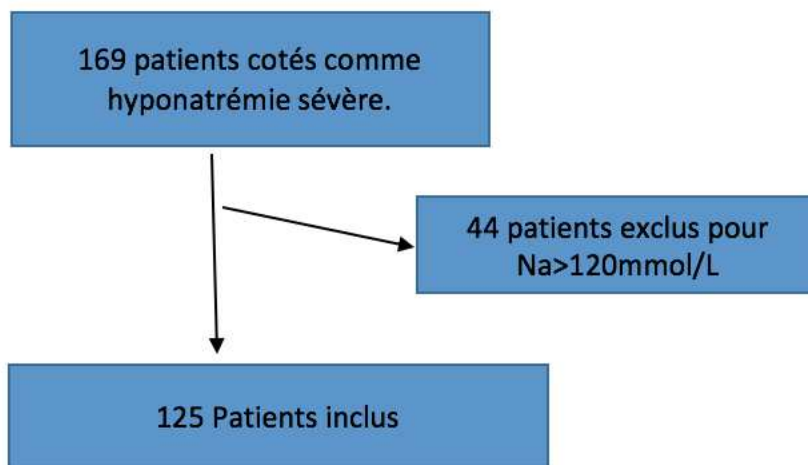 169 patients cotés comme
hyponatrémie sévère.
44 patients exclus pour
Na>120mmol/L
125 Patients inclus